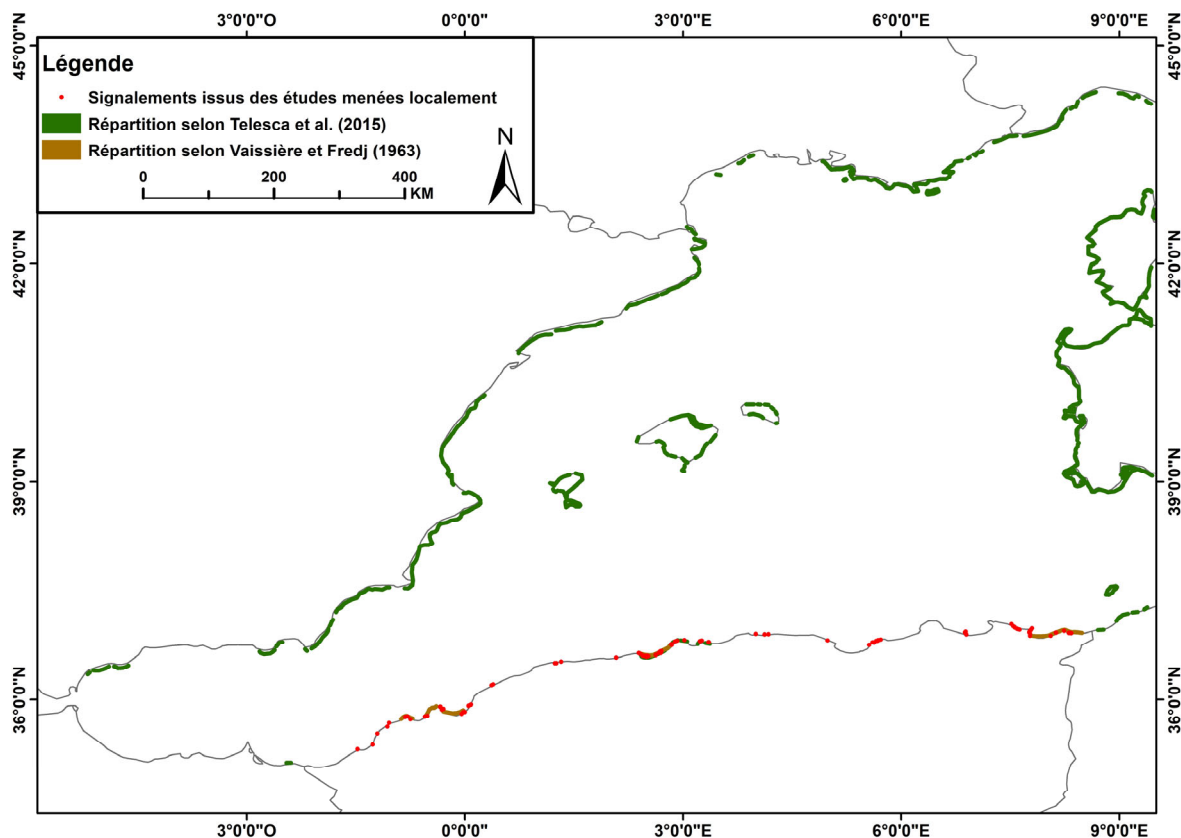 3°0'0"O 0°0'0" 3°0'0"E 6°0'0"E 9°0'0"E
45°0'0"N 45°0'0"N
Légende
Signalements issus des études menées localement
Répartition selon Telesca et al. (2015)
Répartition selon Vaissière et Fredj (1963)
N
0 200 400
KM
42°0'0"N 42°0'0"N
39°0'0"N 39°0'0"N
36°0'0"N 36°0'0"N
3°0'0"O 0°0'0" 3°0'0"E 6°0'0"E 9°0'0"E